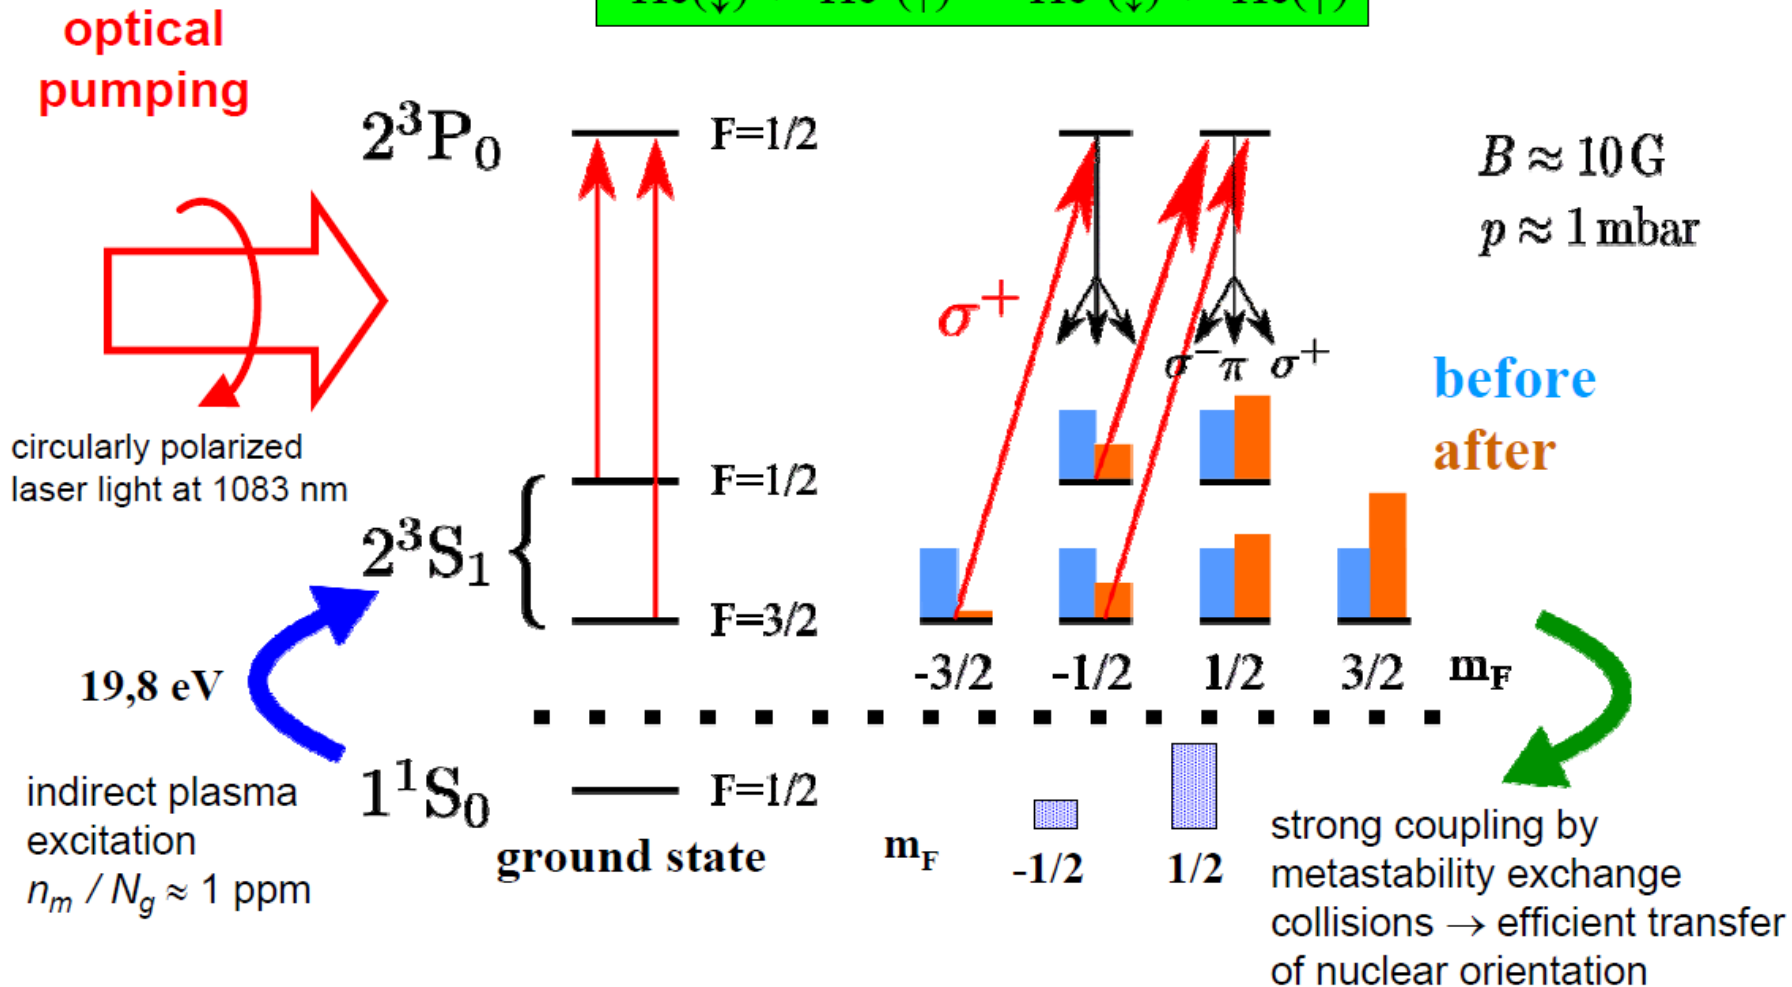 optical
pumping
2³P₀
F=1/2
B ≈ 10 G
p ≈ 1 mbar
σ⁺
σ⁻ π σ⁺
before
after
circularly polarized
laser light at 1083 nm
F=1/2
2³S₁
F=3/2
-3/2 -1/2 1/2 3/2 m_F
19,8 eV
indirect plasma
excitation
n_m / N_g ≈ 1 ppm
1¹S₀
F=1/2
ground state
m_F -1/2 1/2
strong coupling by
metastability exchange
collisions → efficient transfer
of nuclear orientation